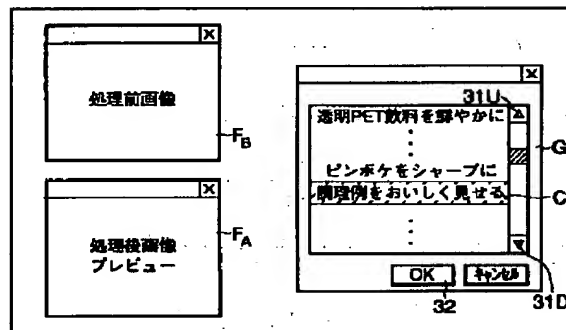 処理前画像
F_B
処理後画像
プレビュー
F_A
31U
透明PET飲料を鮮やかに
ピンボケをシャープに
調理例をおいしく見せる
G
C
OK
キャンセル
32
31D